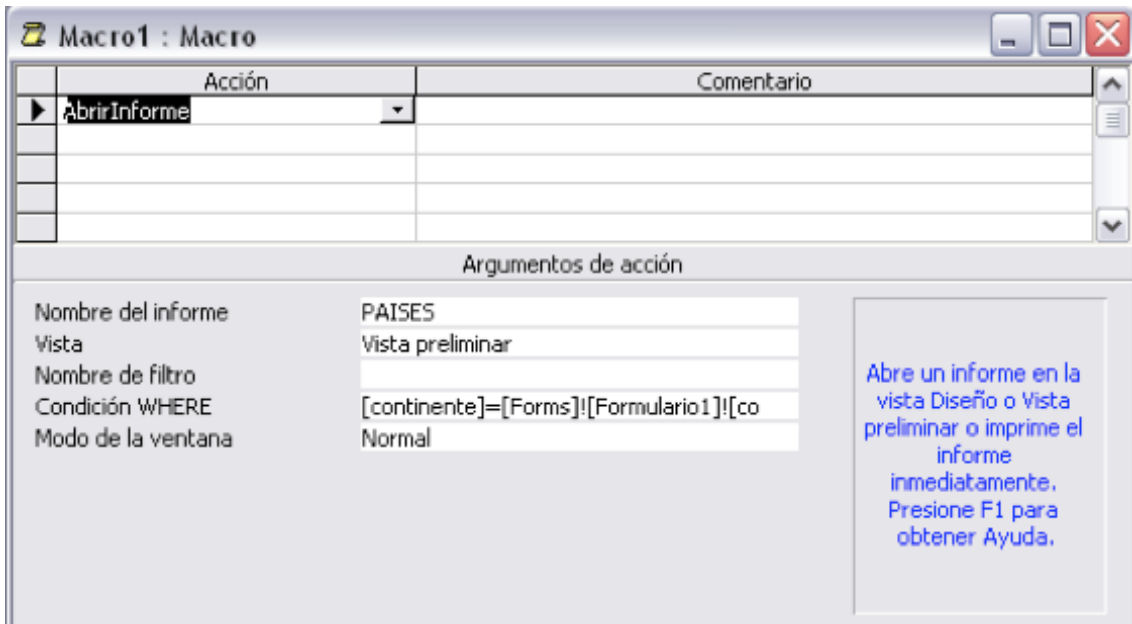 Macro1 : Macro
Acción Comentario
AbrirInforme
Argumentos de acción
Nombre del informe PAISES
Vista Vista preliminar
Nombre de filtro
Condición WHERE [continente]=[Forms]![Formulario1]![co
Modo de la ventana Normal
Abre un informe en la
vista Diseño o Vista
preliminar o imprime el
informe
inmediatamente.
Presione F1 para
obtener Ayuda.